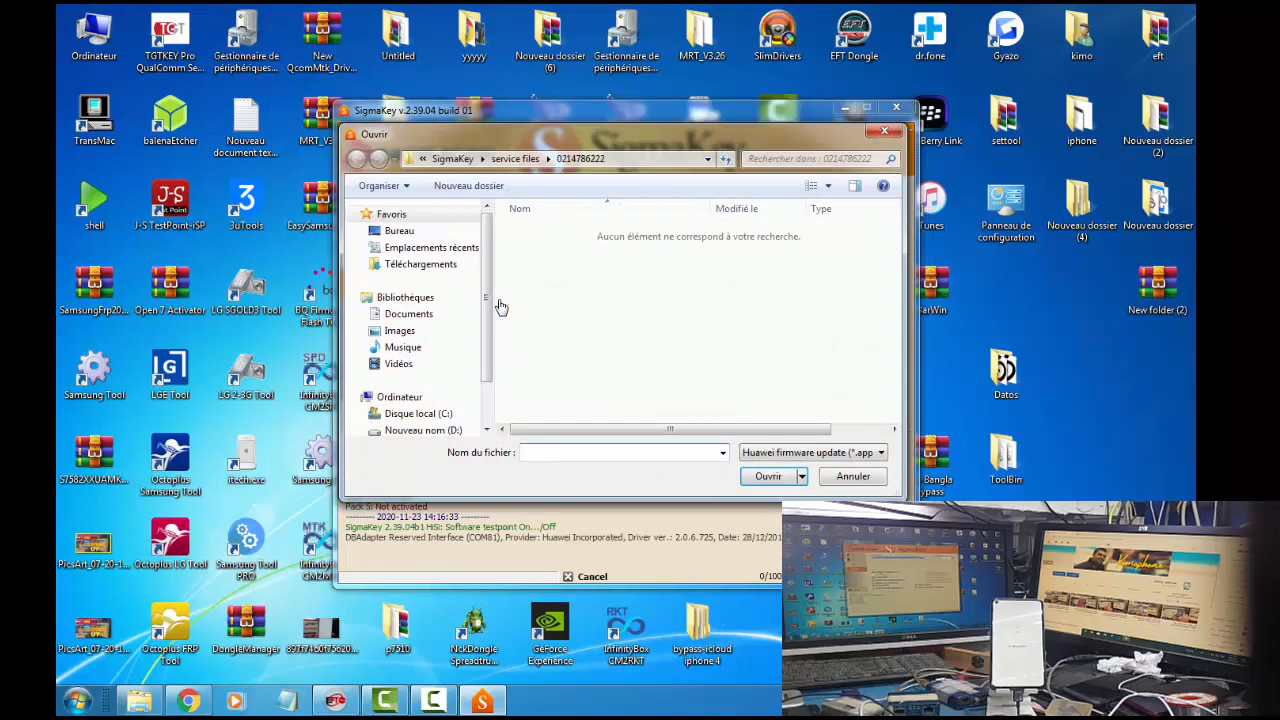 Ordinateur
TGTKEY Pro QualComm Se...
Gestionnaire de périphériques...
New QcomMtk_Driv...
Untitled
yyyyy
Nouveau dossier (6)
Gestionnaire de périphériques...
MRT_V3.26
SlimDrivers
EFT Dongle
dr.fone
Gyazo
kimo
eft
TransMac
balenaEtcher
Nouveau document tex...
settool
iphone
Nouveau dossier (2)
shell
J-S TestPoint-iSP
3uTools
Panneau de configuration
Nouveau dossier (4)
Nouveau dossier
Open 7 Activator
LG SGOLD3 Tool
New folder (2)
Samsung Tool
LGE Tool
LG 2-3G Tool
Datos
S7582XXUAMK...
Octoplus Samsung Tool
itech.exe
ToolBin
PicsArt_07-20-1...
Octoplus LG Tool
Samsung Tool PRO
PicsArt_07-20-1...
Octoplus FRP Tool
DongleManager
p7510
NckDongle Spreadtru...
GeForce Experience
InfinityBox CM2RKT
bypass-icloud iphone 4
SigmaKey v.2.39.04 build 01
Ouvrir
« SigmaKey ▸ service files ▸ 0214786222
Rechercher dans : 0214786222
Organiser
Nouveau dossier
Nom
Modifié le
Type
Aucun élément ne correspond à votre recherche.
Favoris
Bureau
Emplacements récents
Téléchargements
Bibliothèques
Documents
Images
Musique
Vidéos
Ordinateur
Disque local (C:)
Nouveau nom (D:)
Nom du fichier :
Huawei firmware update (*.app
Ouvrir
Annuler
Pack 5: Not activated
--------- 2020-11-23 14:16:33 ---------
SigmaKey 2.39.04b1 HiSi: Software testpoint On.../Off
DBAdapter Reserved Interface (COM81), Provider: Huawei Incorporated, Driver ver.: 2.0.6.725, Date: 28/12/201
Cancel
0/100